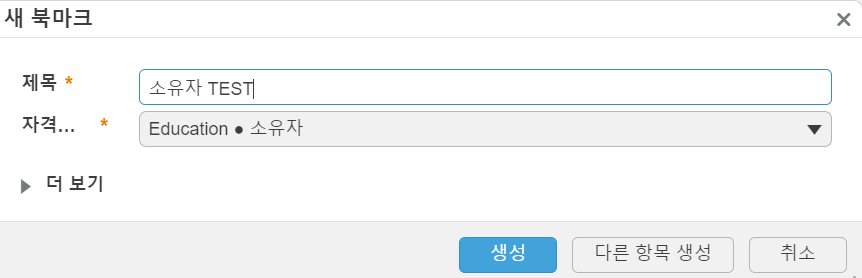 새 북마크
제목 *
소유자 TEST
자격... *
Education ● 소유자
더 보기
생성
다른 항목 생성
취소